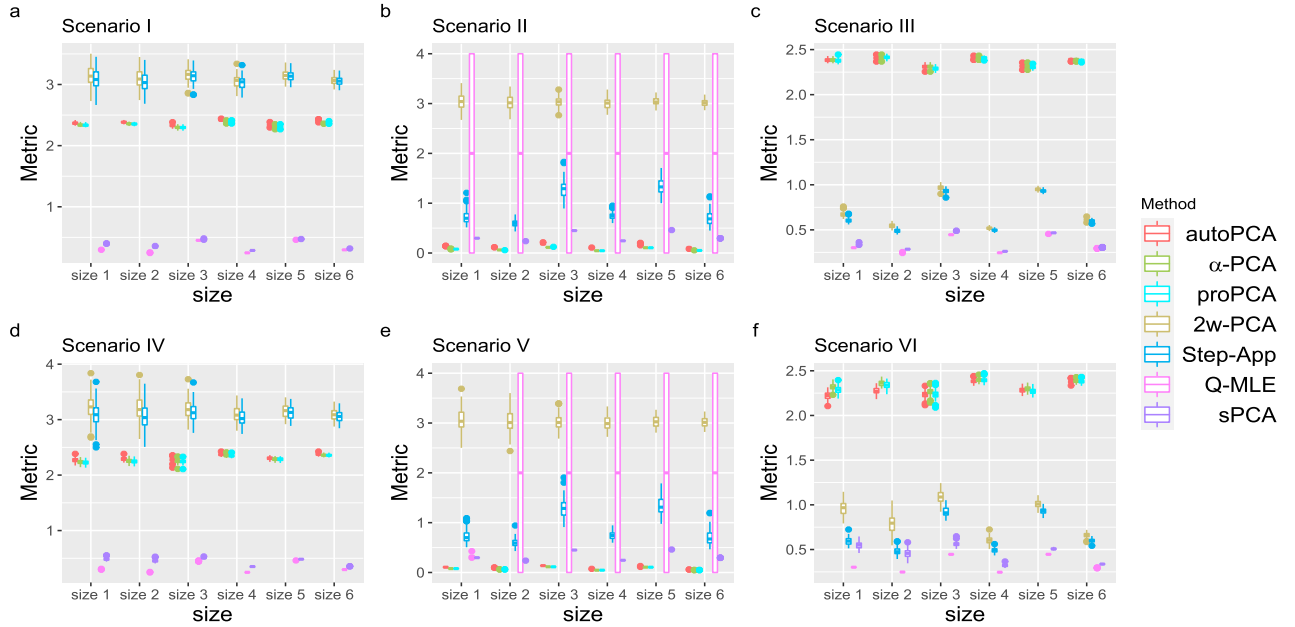 a
Scenario I
Metric
3
2
1
size 1 size 2 size 3 size 4 size 5 size 6
size
b
Scenario II
Metric
4
3
2
1
0
size 1 size 2 size 3 size 4 size 5 size 6
size
c
Scenario III
Metric
2.5
2.0
1.5
1.0
0.5
size 1 size 2 size 3 size 4 size 5 size 6
size
d
Scenario IV
Metric
4
3
2
1
size 1 size 2 size 3 size 4 size 5 size 6
size
e
Scenario V
Metric
4
3
2
1
0
size 1 size 2 size 3 size 4 size 5 size 6
size
f
Scenario VI
Metric
2.5
2.0
1.5
1.0
0.5
size 1 size 2 size 3 size 4 size 5 size 6
size
Method
autoPCA
α-PCA
proPCA
2w-PCA
Step-App
Q-MLE
sPCA